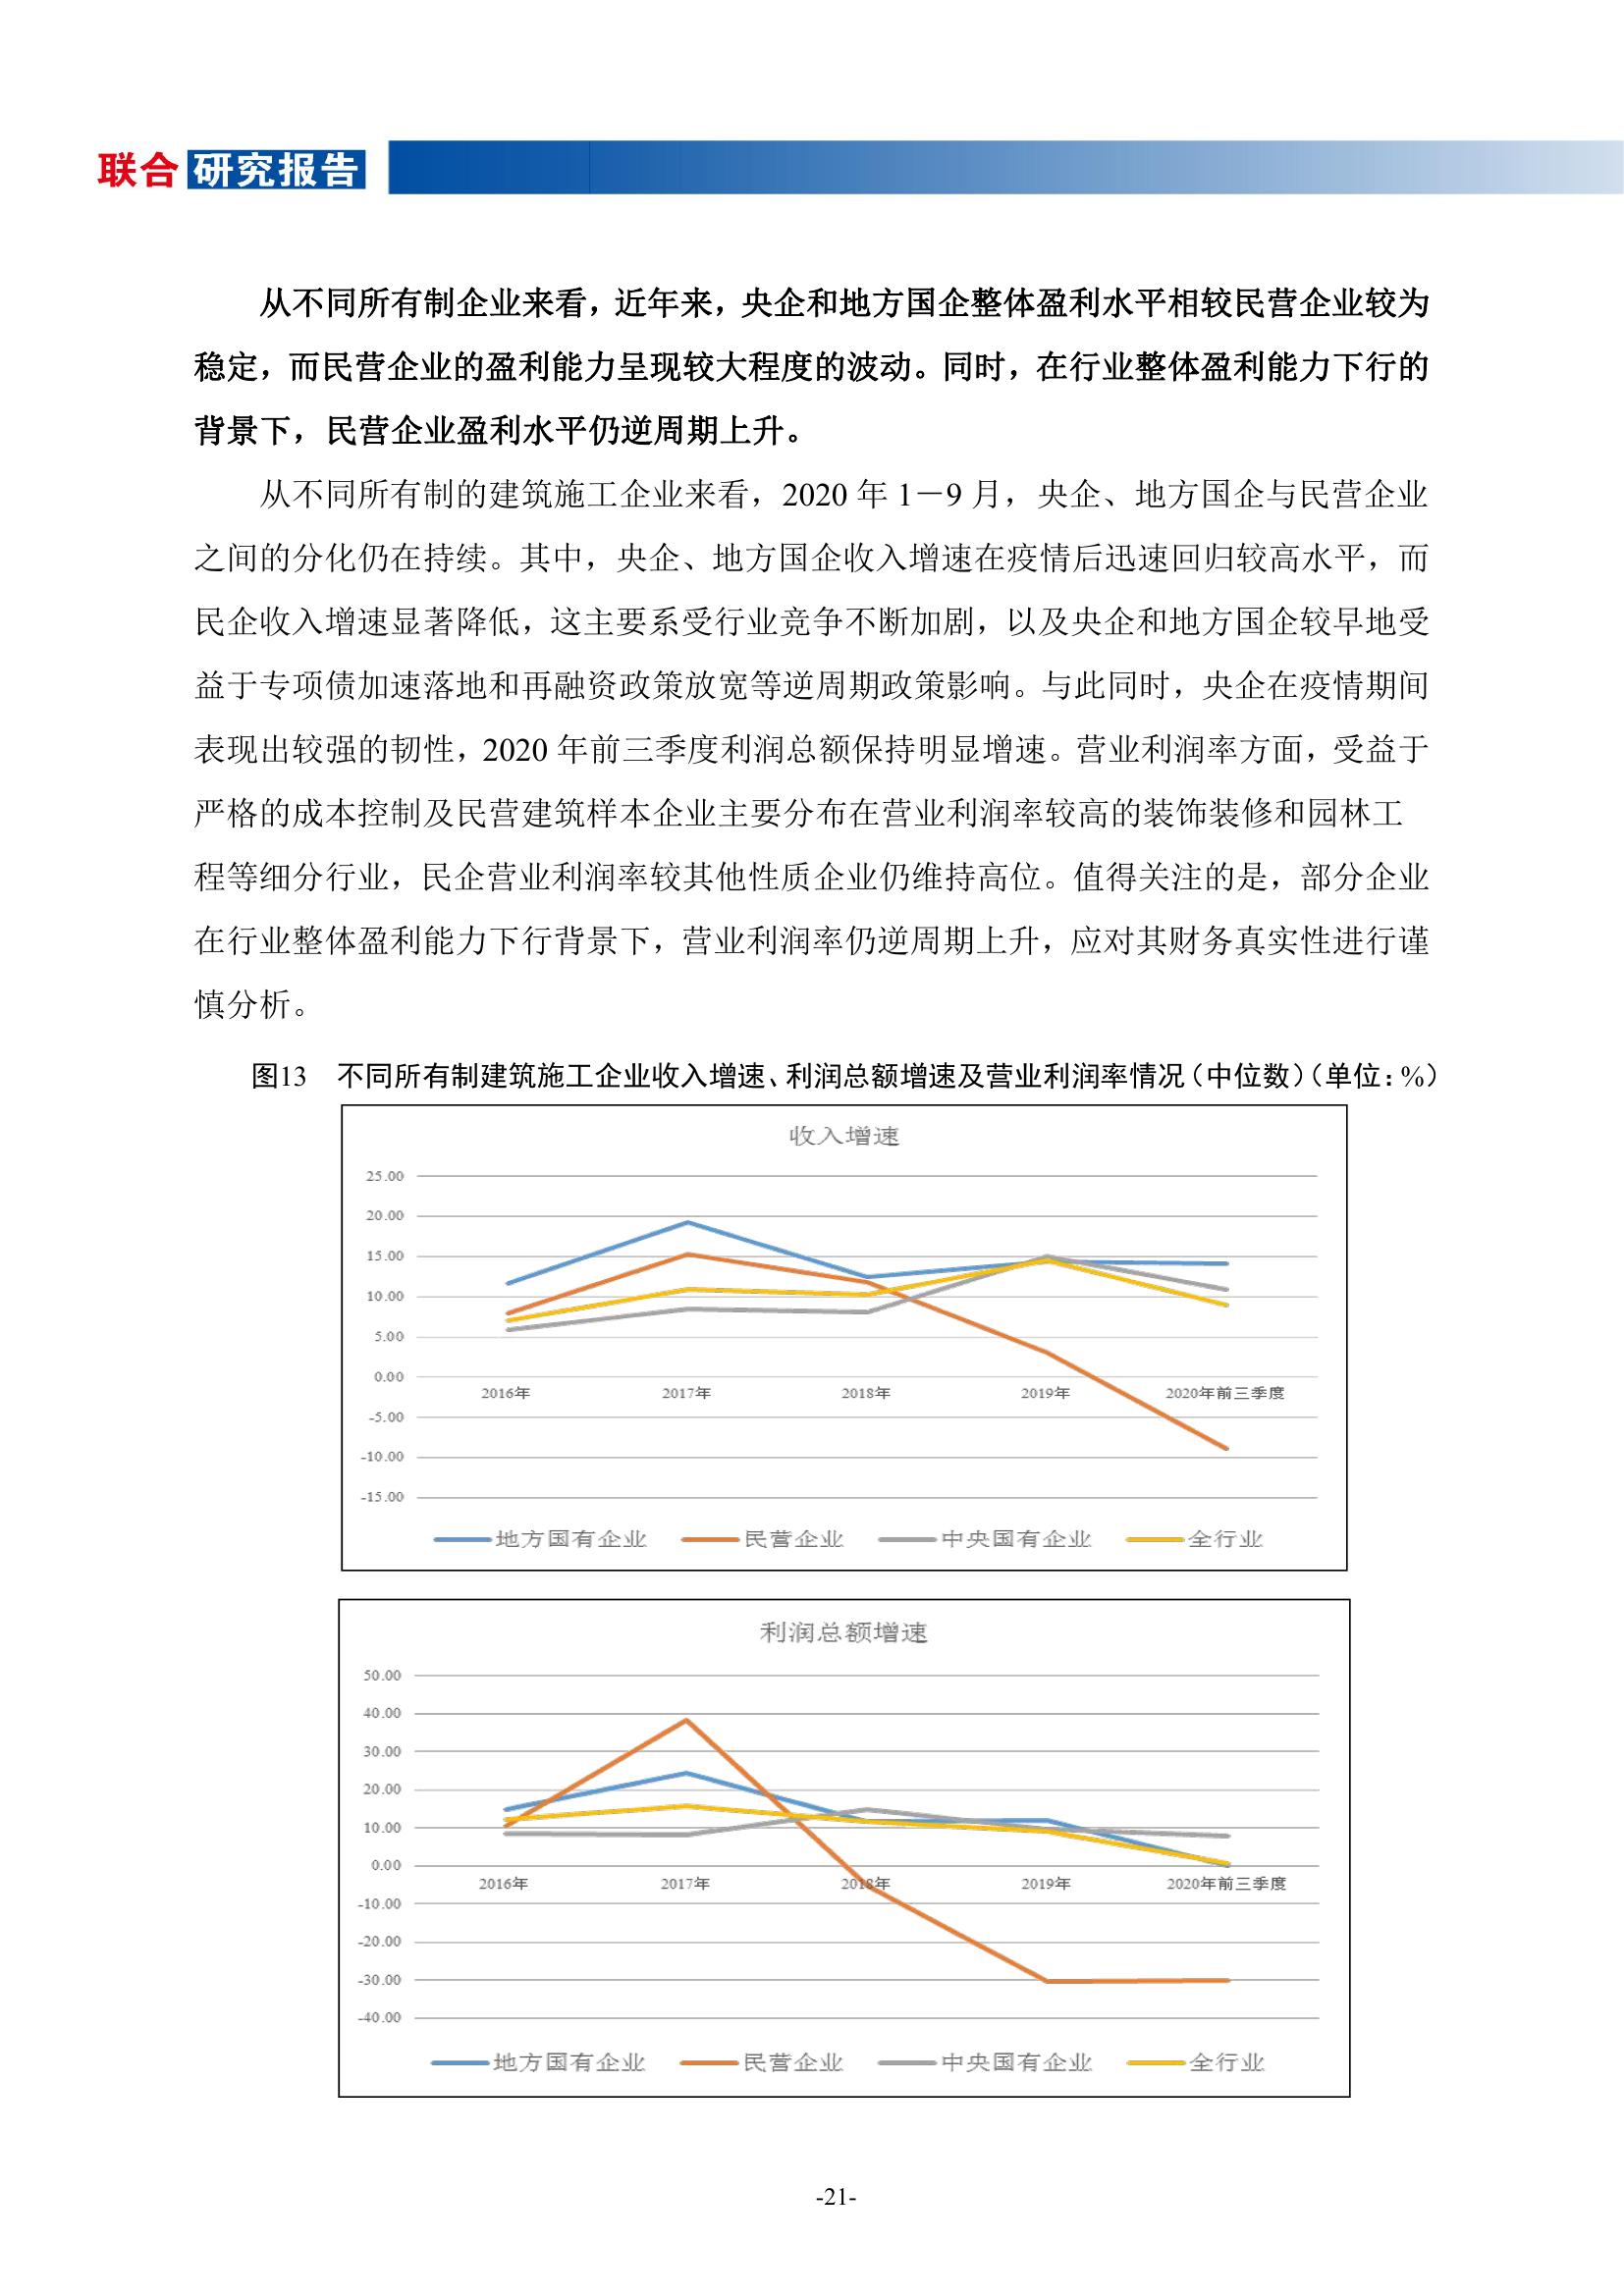 联合 研究报告
从不同所有制企业来看，近年来，央企和地方国企整体盈利水平相较民营企业较为
稳定，而民营企业的盈利能力呈现较大程度的波动。同时，在行业整体盈利能力下行的
背景下，民营企业盈利水平仍逆周期上升。
从不同所有制的建筑施工企业来看，2020 年 1－9 月，央企、地方国企与民营企业
之间的分化仍在持续。其中，央企、地方国企收入增速在疫情后迅速回归较高水平，而
民企收入增速显著降低，这主要系受行业竞争不断加剧，以及央企和地方国企较早地受
益于专项债加速落地和再融资政策放宽等逆周期政策影响。与此同时，央企在疫情期间
表现出较强的韧性，2020 年前三季度利润总额保持明显增速。营业利润率方面，受益于
严格的成本控制及民营建筑样本企业主要分布在营业利润率较高的装饰装修和园林工
程等细分行业，民企营业利润率较其他性质企业仍维持高位。值得关注的是，部分企业
在行业整体盈利能力下行背景下，营业利润率仍逆周期上升，应对其财务真实性进行谨
慎分析。
图13 不同所有制建筑施工企业收入增速、利润总额增速及营业利润率情况（中位数）（单位：%）
收入增速
25.00
20.00
15.00
10.00
5.00
0.00
2016年 2017年 2018年 2019年 2020年前三季度
-5.00
-10.00
-15.00
地方国有企业 民营企业 中央国有企业 全行业
利润总额增速
50.00
40.00
30.00
20.00
10.00
0.00
2016年 2017年 2018年 2019年 2020年前三季度
-10.00
-20.00
-30.00
-40.00
地方国有企业 民营企业 中央国有企业 全行业
-21-